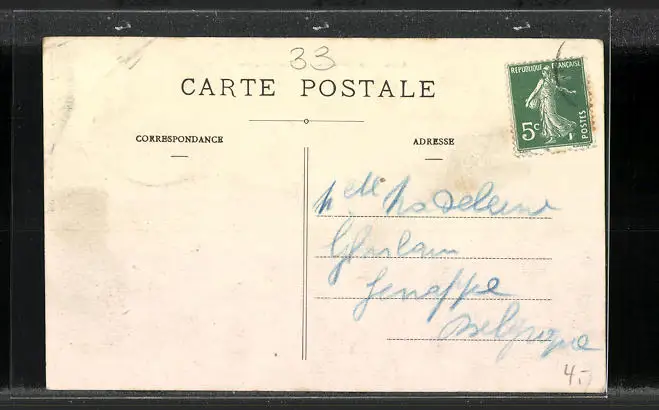 33
CARTE POSTALE
REPUBLIQUE FRANÇAISE
5c
POSTES
CORRESPONDANCE
ADRESSE
Melle Madeleine
Ghislain
Genappe
Belgique
4.-